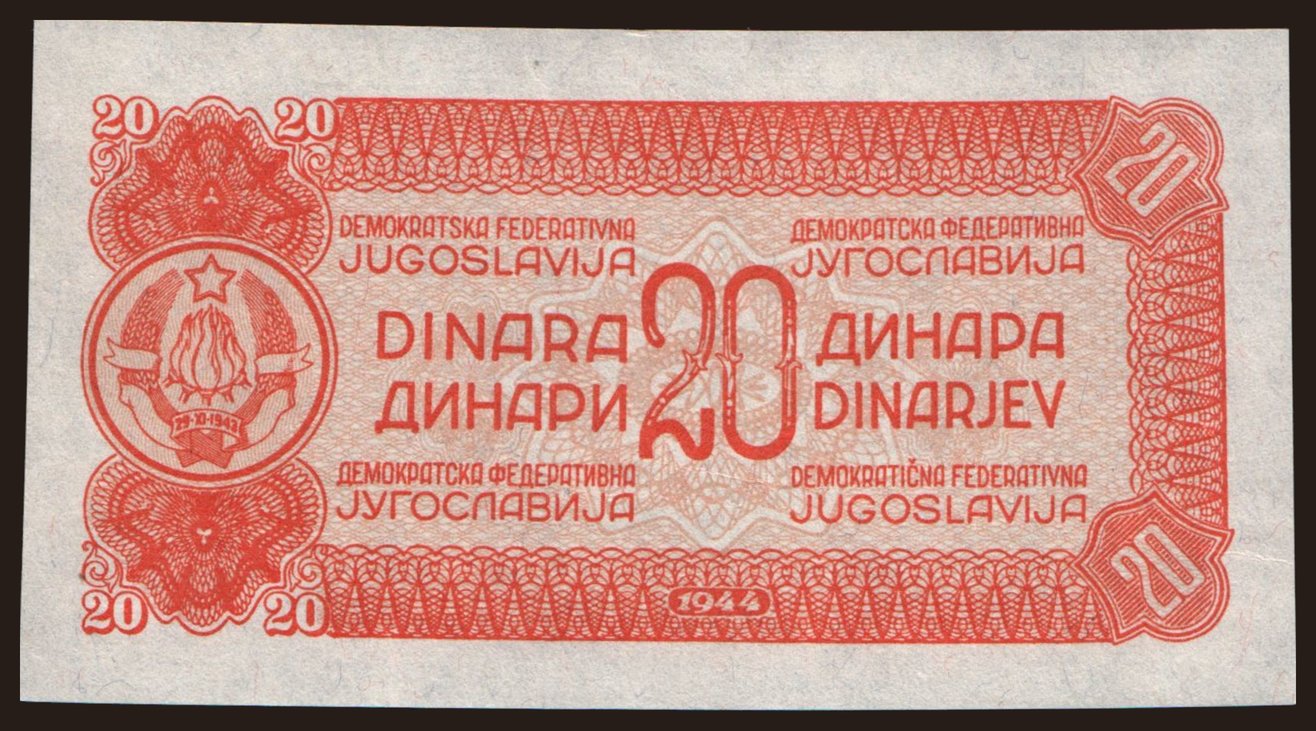 20 20
20
DEMOKRATSKA FEDERATIVNA
JUGOSLAVIJA
ДЕМОКРАТСКА ФЕДЕРАТИВНА
ЈУГОСЛАВИЈА
DINARA
20
ДИНАРА
ДИНАРИ
DINARJEV
29·XI·1943
ДЕМОКРАТСКА ФЕДЕРАТИВНА
ЈУГОСЛАВИЈА
DEMOKRATIČNA FEDERATIVNA
JUGOSLAVIJA
20 20
1944
20